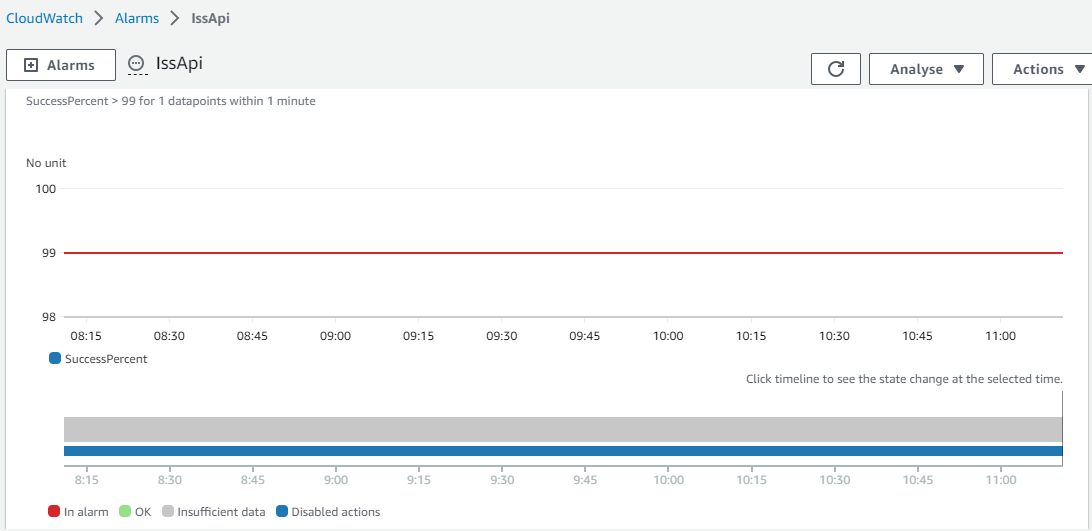 CloudWatch > Alarms > IssApi
Alarms
IssApi
Analyse
Actions
SuccessPercent > 99 for 1 datapoints within 1 minute
No unit
100
99
98
08:15 08:30 08:45 09:00 09:15 09:30 09:45 10:00 10:15 10:30 10:45 11:00
SuccessPercent
Click timeline to see the state change at the selected time.
8:15 8:30 8:45 9:00 9:15 9:30 9:45 10:00 10:15 10:30 10:45 11:00
In alarm OK Insufficient data Disabled actions